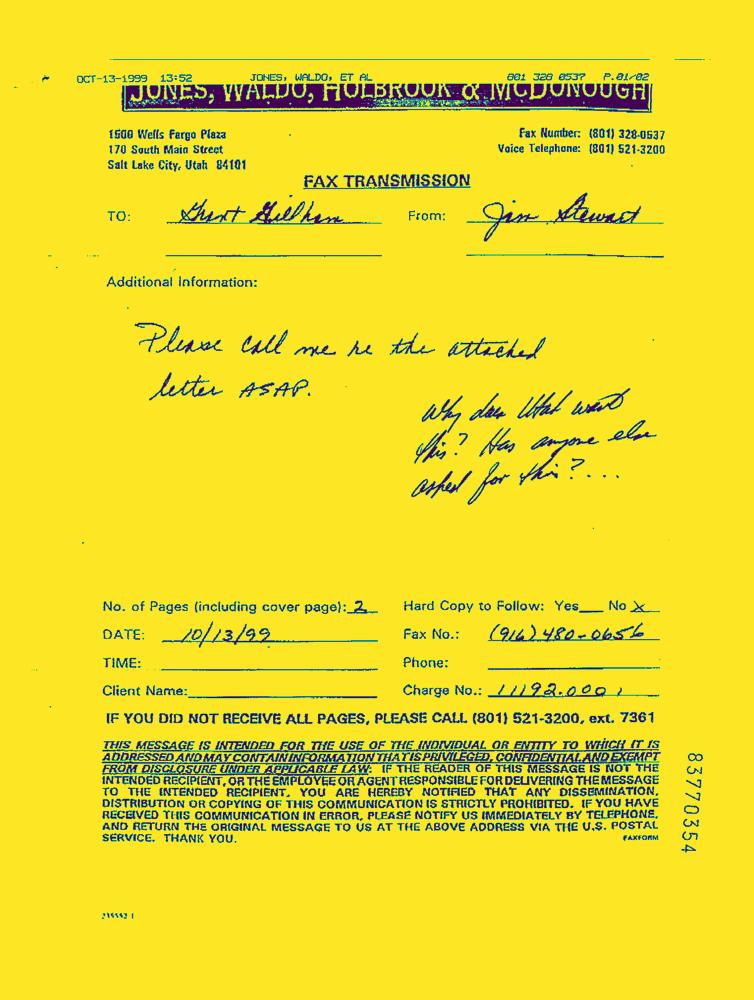 OCT-13-1999 13:52 JONES, WALDO, ET AL 801 328 0537 P.01/02
JONES, WALDO, HOLBROOK & McDONOUGH
1500 Wells Fargo Plaza
170 South Main Street
Salt Lake City, Utah 84101
Fax Number: (801) 328-0537
Voice Telephone: (801) 521-3200
FAX TRANSMISSION
TO: Grant Gillham From: Jim Stewart
Additional Information:
Please call me re the attached
letter ASAP.
Why does Utah want
this? Has anyone else
asked for this?....
No. of Pages (including cover page): 2 Hard Copy to Follow: Yes No X
DATE: 10/13/99 Fax No.: (916) 480-0656
TIME: Phone:
Client Name: Charge No.: 11192.0001
IF YOU DID NOT RECEIVE ALL PAGES, PLEASE CALL (801) 521-3200, ext. 7361
THIS MESSAGE IS INTENDED FOR THE USE OF THE INDIVIDUAL OR ENTITY TO WHICH IT IS
ADDRESSED AND MAY CONTAIN INFORMATION THAT IS PRIVILEGED, CONFIDENTIAL AND EXEMPT
FROM DISCLOSURE UNDER APPLICABLE LAW. IF THE READER OF THIS MESSAGE IS NOT THE
INTENDED RECIPIENT, OR THE EMPLOYEE OR AGENT RESPONSIBLE FOR DELIVERING THE MESSAGE
TO THE INTENDED RECIPIENT, YOU ARE HEREBY NOTIFIED THAT ANY DISSEMINATION,
DISTRIBUTION OR COPYING OF THIS COMMUNICATION IS STRICTLY PROHIBITED. IF YOU HAVE
RECEIVED THIS COMMUNICATION IN ERROR, PLEASE NOTIFY US IMMEDIATELY BY TELEPHONE,
AND RETURN THE ORIGINAL MESSAGE TO US AT THE ABOVE ADDRESS VIA THE U.S. POSTAL
SERVICE. THANK YOU.
FAXFORM
83770354